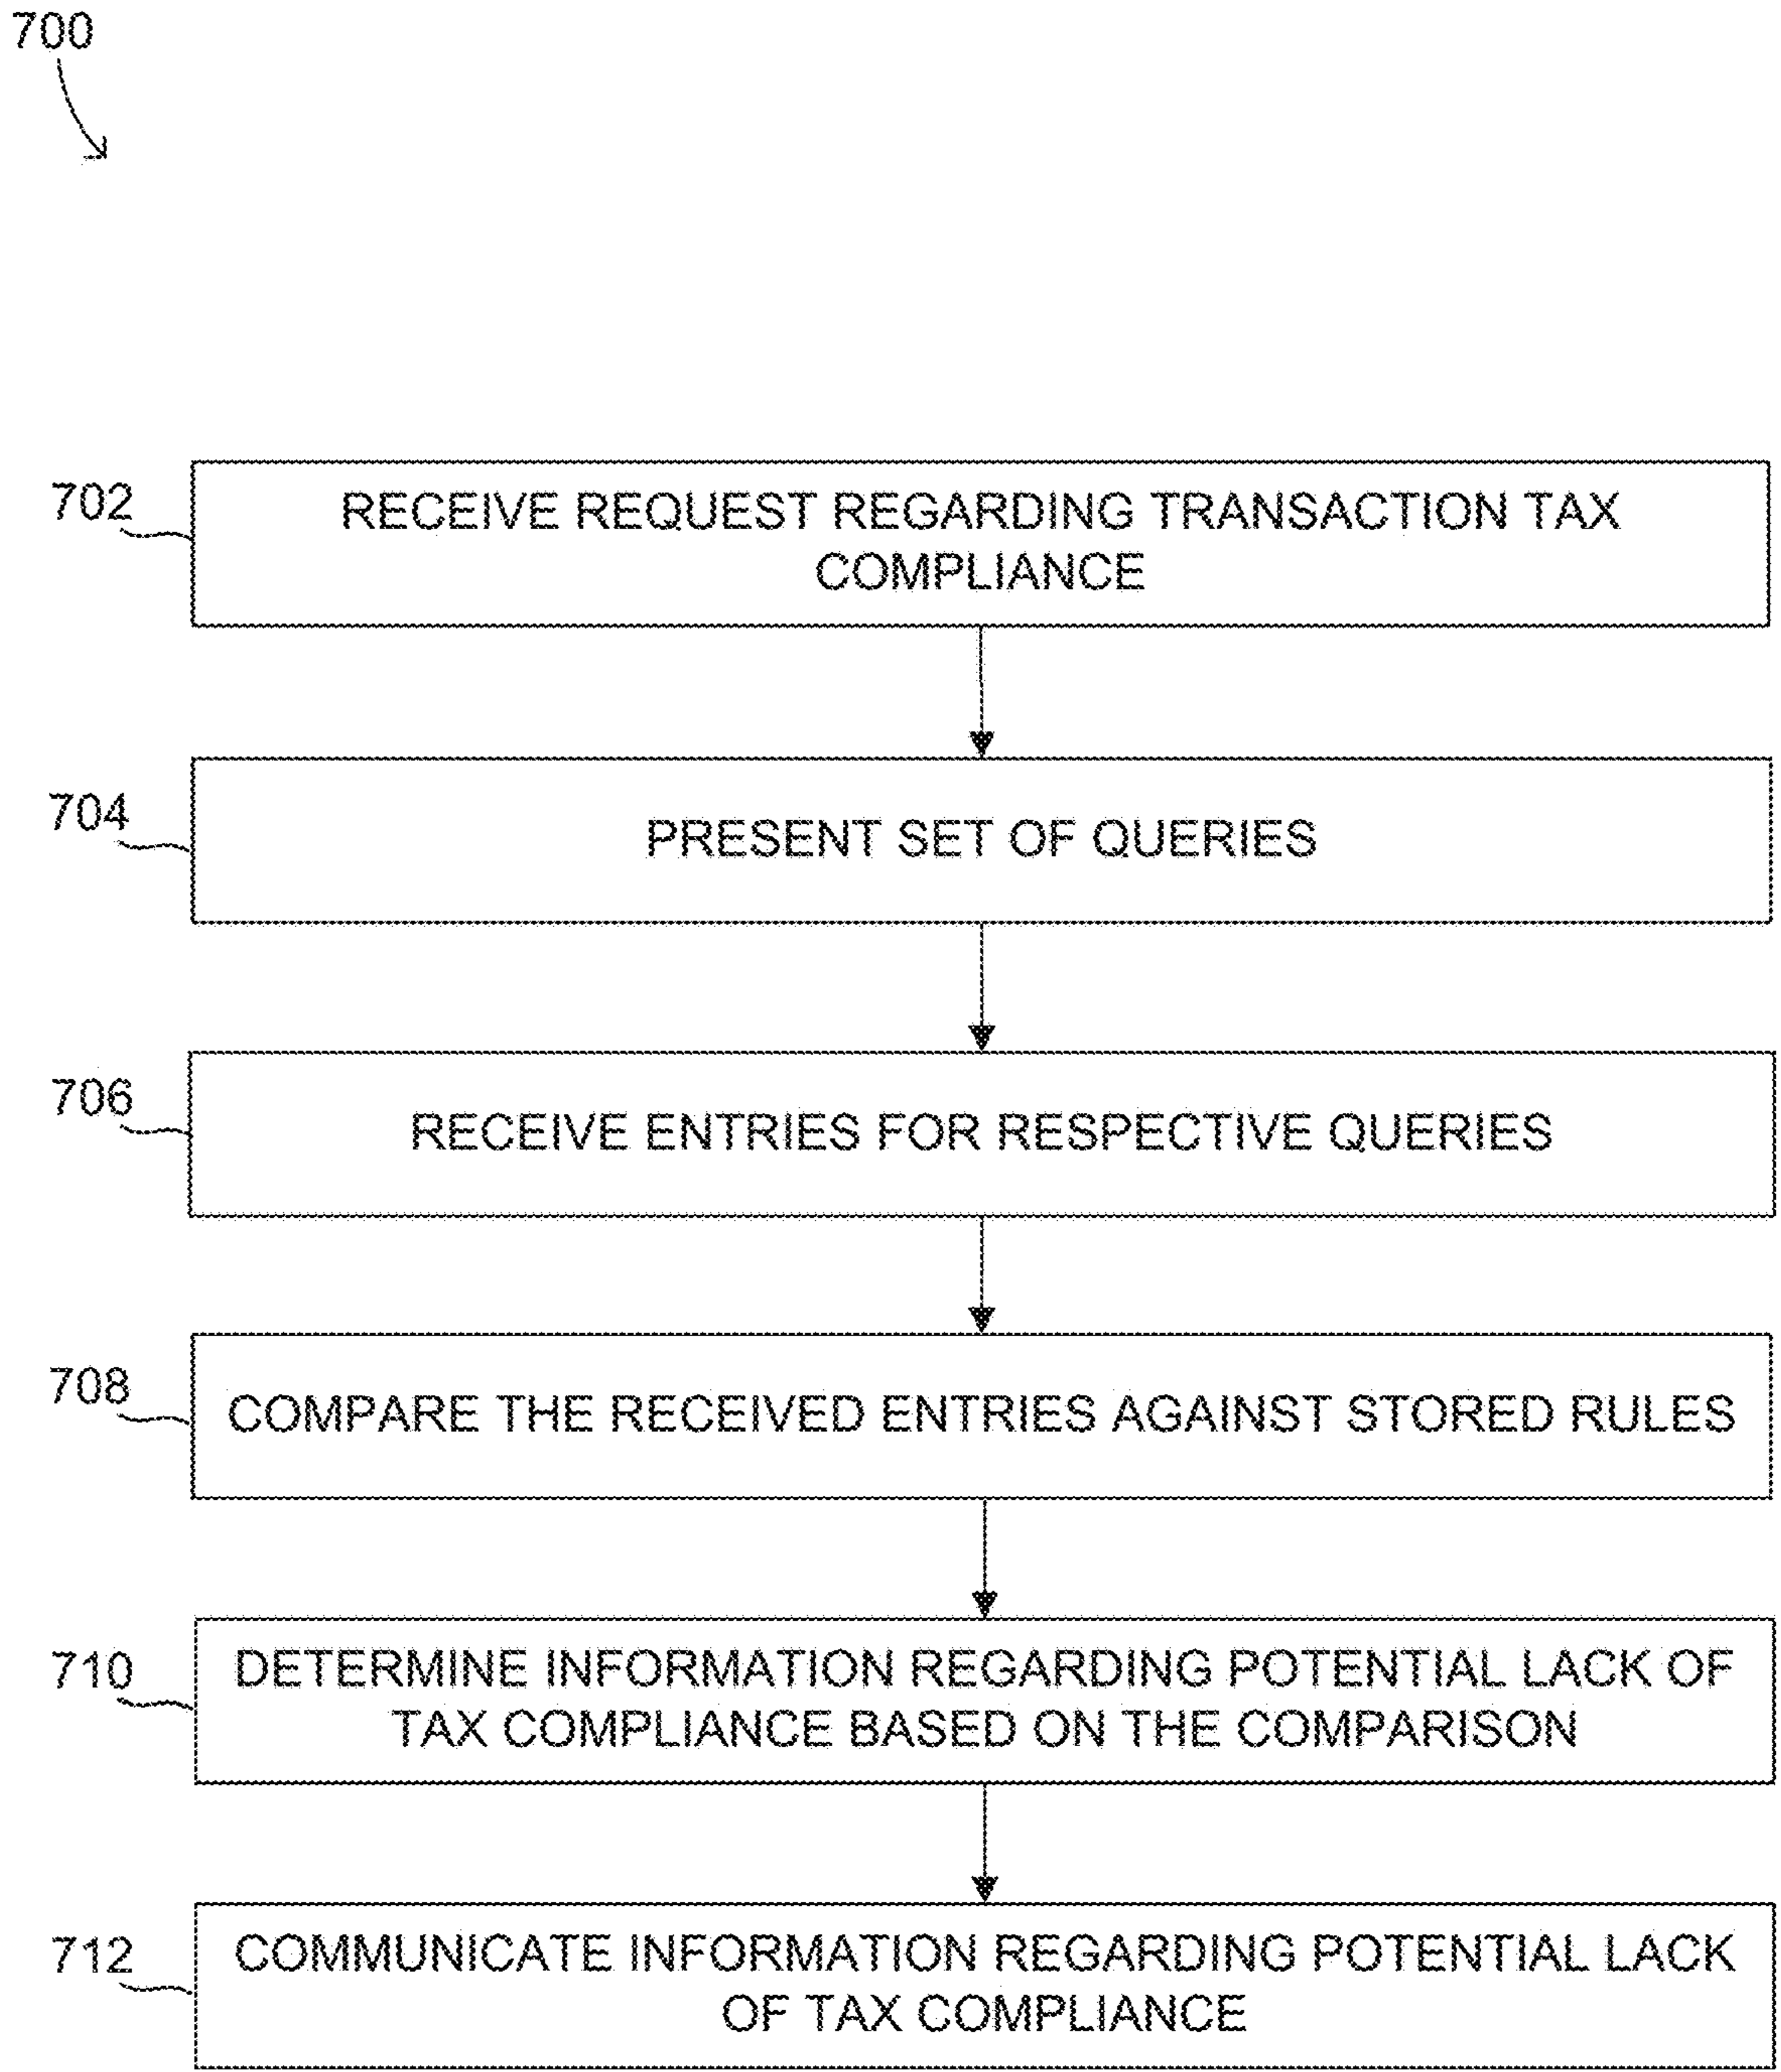 700
702
RECEIVE REQUEST REGARDING TRANSACTION TAX
COMPLIANCE
704
PRESENT SET OF QUERIES
706
RECEIVE ENTRIES FOR RESPECTIVE QUERIES
708
COMPARE THE RECEIVED ENTRIES AGAINST STORED RULES
710
DETERMINE INFORMATION REGARDING POTENTIAL LACK OF
TAX COMPLIANCE BASED ON THE COMPARISON
712
COMMUNICATE INFORMATION REGARDING POTENTIAL LACK
OF TAX COMPLIANCE